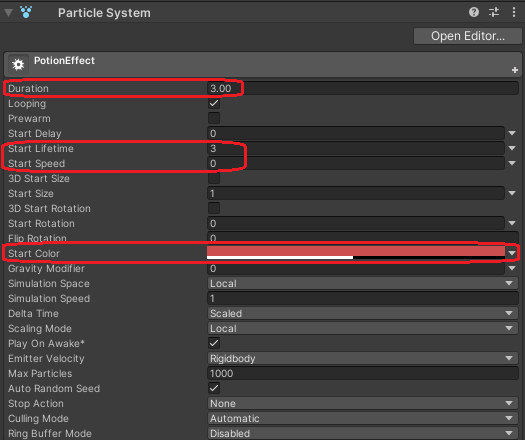 Particle System
Open Editor...
PotionEffect
Duration 3.00
Looping
Prewarm
Start Delay 0
Start Lifetime 3
Start Speed 0
3D Start Size
Start Size 1
3D Start Rotation
Start Rotation 0
Flip Rotation 0
Start Color
Gravity Modifier 0
Simulation Space Local
Simulation Speed 1
Delta Time Scaled
Scaling Mode Local
Play On Awake*
Emitter Velocity Rigidbody
Max Particles 1000
Auto Random Seed
Stop Action None
Culling Mode Automatic
Ring Buffer Mode Disabled